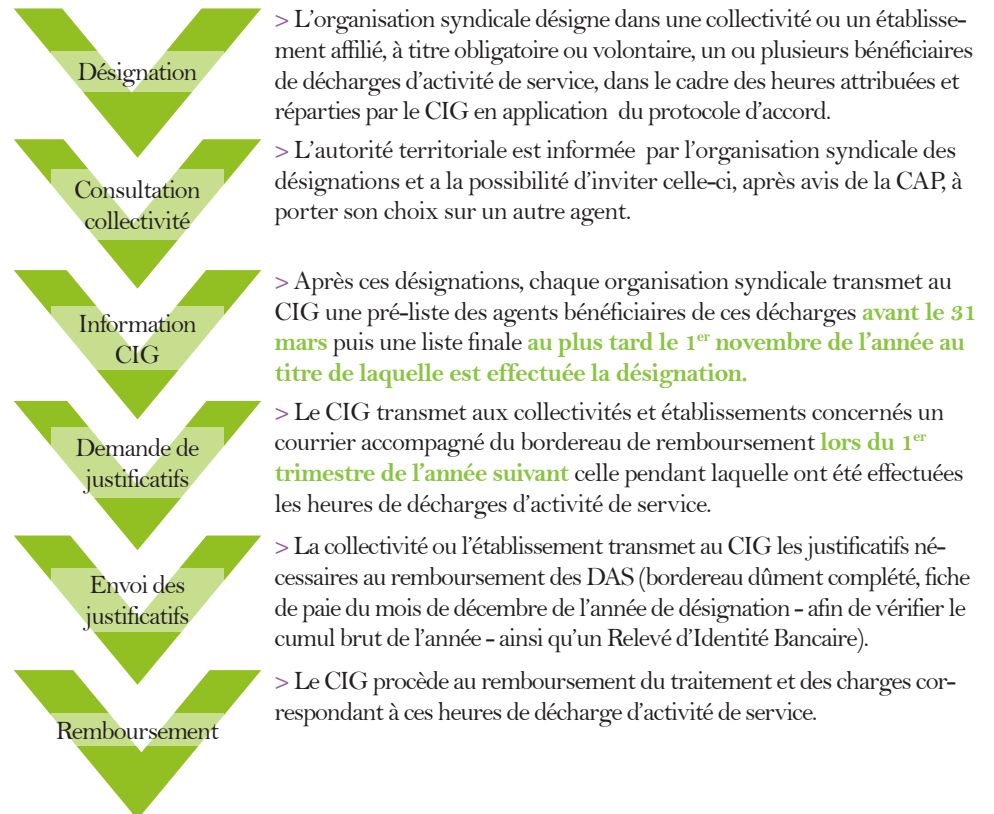 Désignation
> L'organisation syndicale désigne dans une collectivité ou un établisse-
ment affilié, à titre obligatoire ou volontaire, un ou plusieurs bénéficiaires
de décharges d'activité de service, dans le cadre des heures attribuées et
réparties par le CIG en application du protocole d'accord.
Consultation
collectivité
> L'autorité territoriale est informée par l'organisation syndicale des
désignations et a la possibilité d'inviter celle-ci, après avis de la CAP, à
porter son choix sur un autre agent.
Information
CIG
> Après ces désignations, chaque organisation syndicale transmet au
CIG une pré-liste des agents bénéficiaires de ces décharges avant le 31
mars puis une liste finale au plus tard le 1er novembre de l'année au
titre de laquelle est effectuée la désignation.
Demande de
justificatifs
> Le CIG transmet aux collectivités et établissements concernés un
courrier accompagné du bordereau de remboursement lors du 1er
trimestre de l'année suivant celle pendant laquelle ont été effectuées
les heures de décharges d'activité de service.
Envoi des
justificatifs
> La collectivité ou l'établissement transmet au CIG les justificatifs né-
cessaires au remboursement des DAS (bordereau dûment complété, fiche
de paie du mois de décembre de l'année de désignation - afin de vérifier le
cumul brut de l'année - ainsi qu'un Relevé d'Identité Bancaire).
Remboursement
> Le CIG procède au remboursement du traitement et des charges cor-
respondant à ces heures de décharge d'activité de service.